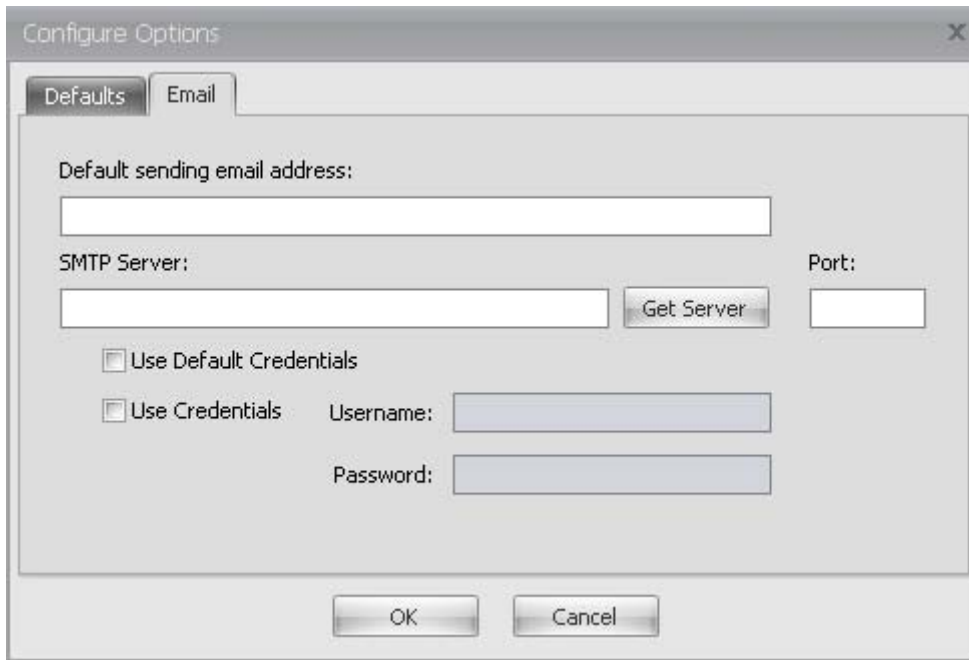 Configure Options
Defaults Email
Default sending email address:
SMTP Server: Port:
Get Server
Use Default Credentials
Use Credentials Username:
Password:
OK Cancel